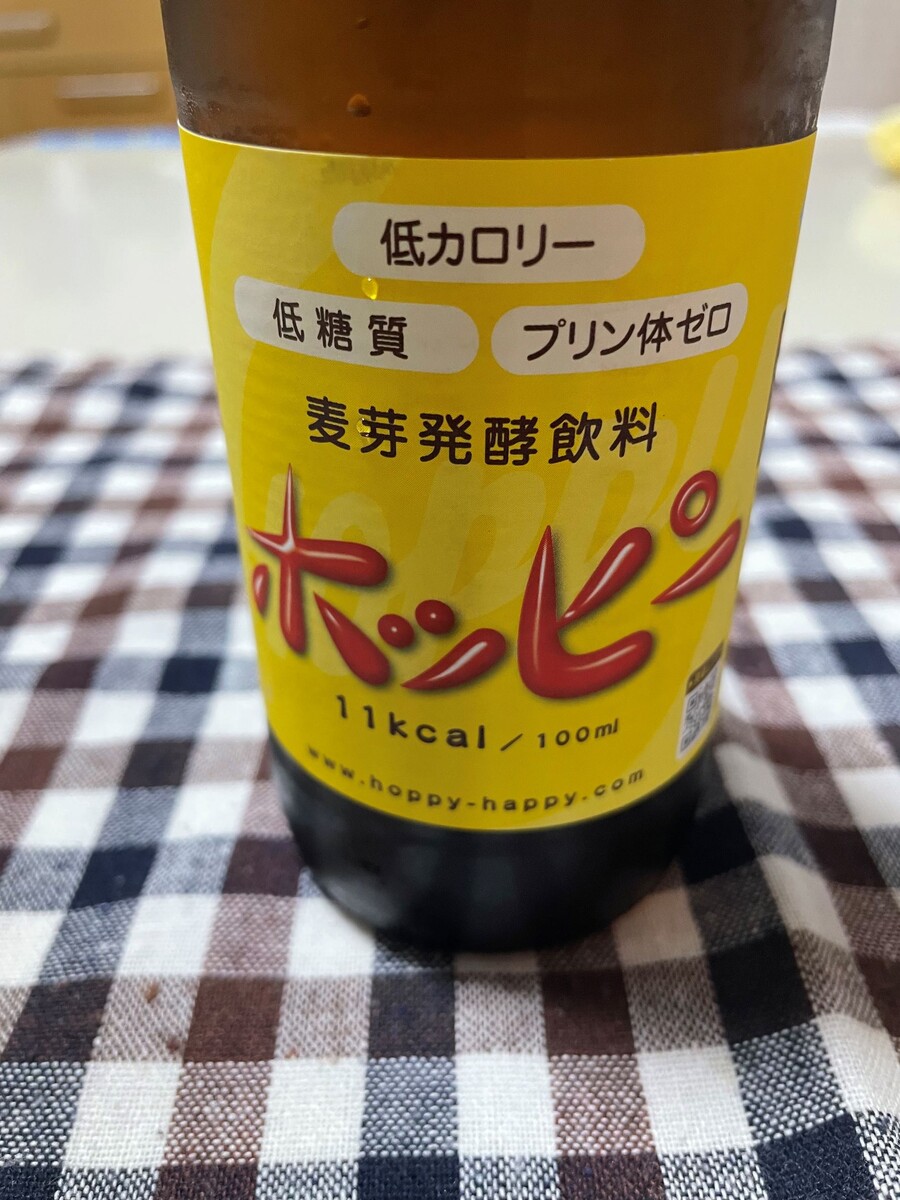 低カロリー
低糖質 プリン体ゼロ
麦芽発酵飲料
ホッピー
11kcal/100ml
www.hoppy-happy.com